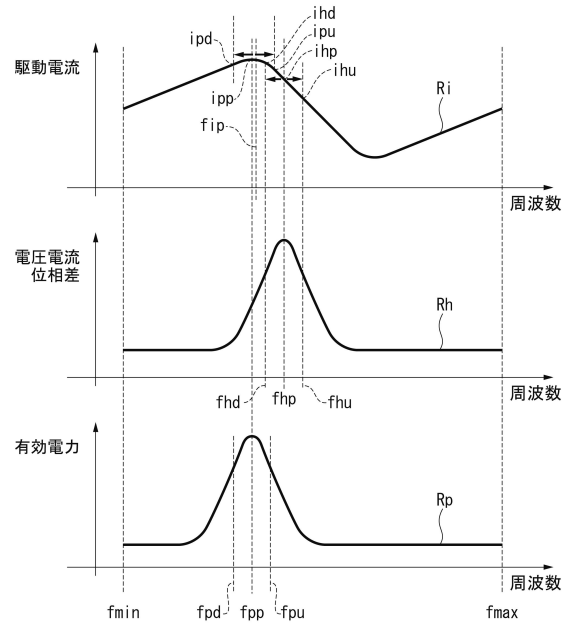 ihd
ipd
ipu
ihp
駆動電流
ihu
ipp
Ri
fip
周波数
電圧電流
位相差
Rh
周波数
fhd
fhp
fhu
有効電力
Rp
周波数
fmin
fpd
fpp
fpu
fmax